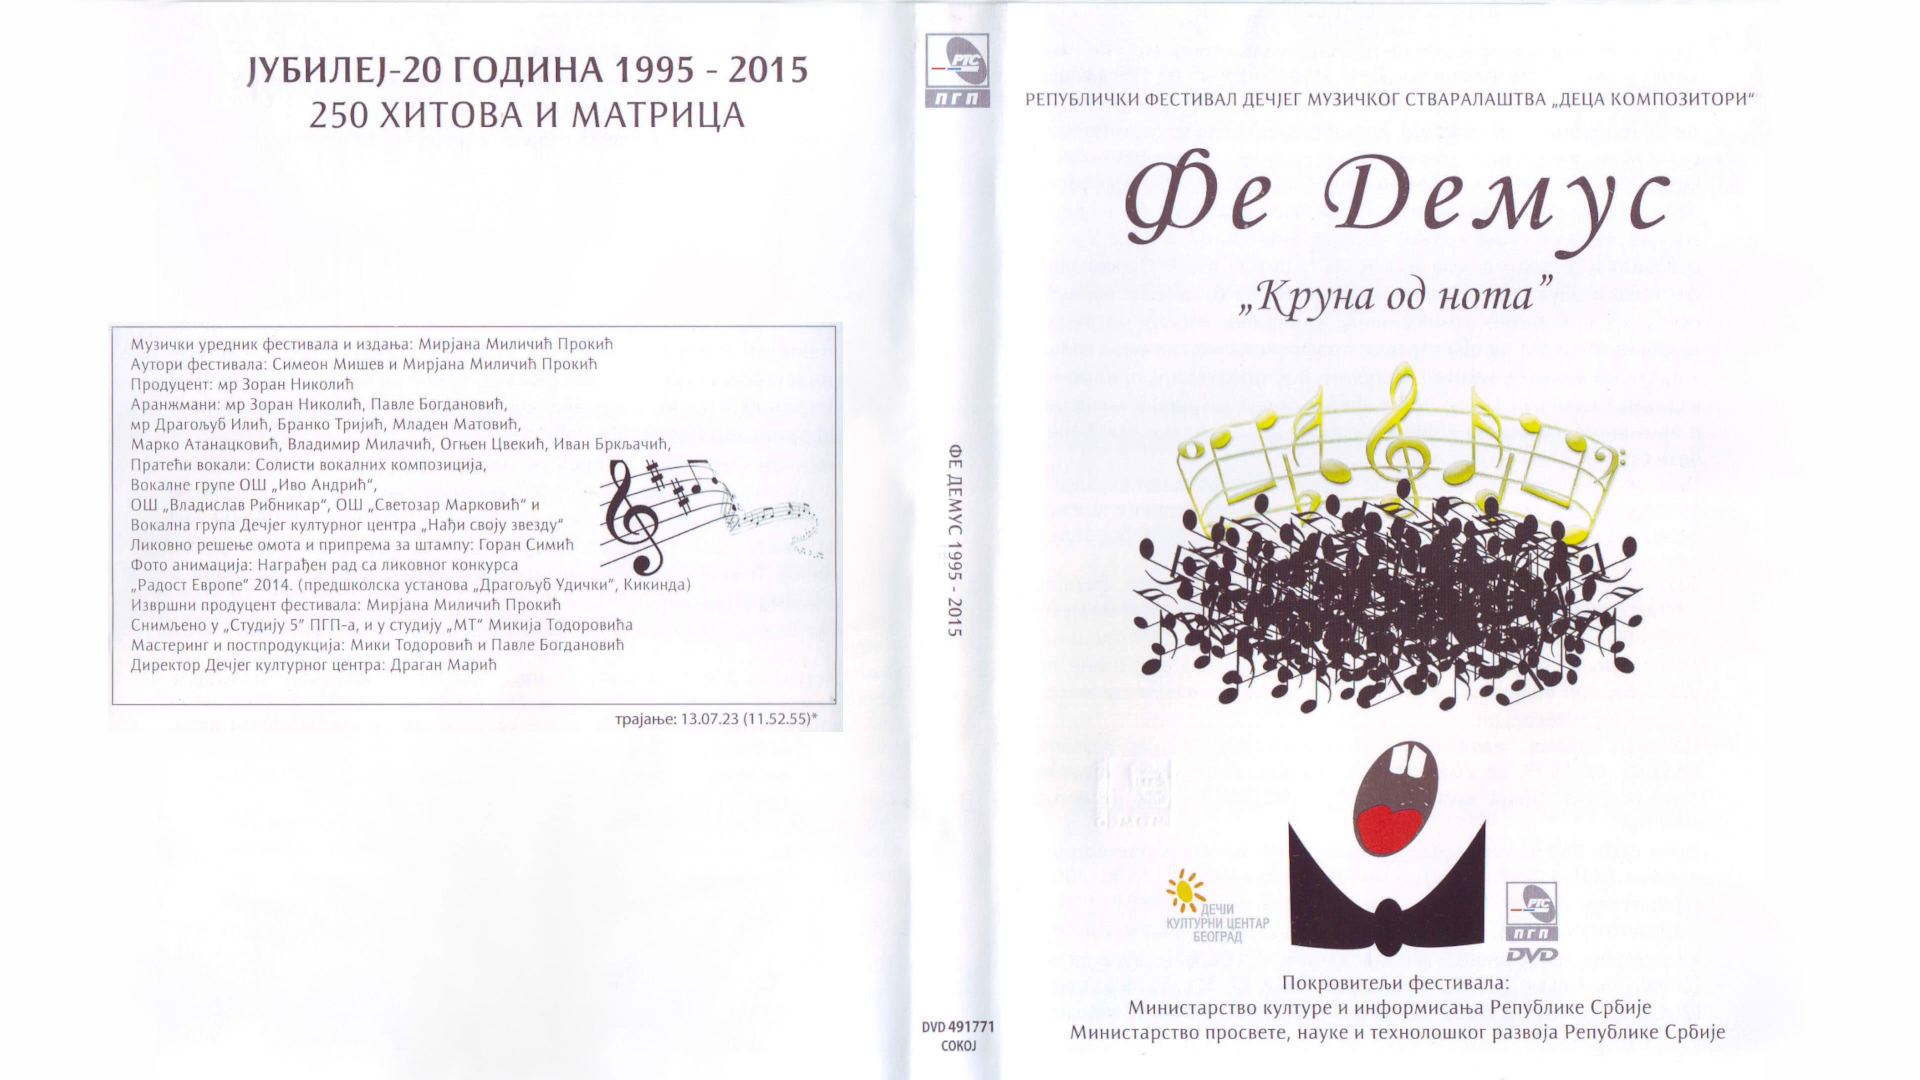 ЈУБИЛЕЈ-20 ГОДИНА 1995 - 2015
250 ХИТОВА И МАТРИЦА
Музички уредник фестивала и издања: Мирјана Миличић Прокић
Аутори фестивала: Симеон Мишев и Мирјана Миличић Прокић
Продуцент: мр Зоран Николић
Аранжмани: мр Зоран Николић, Павле Богдановић,
мр Драгољуб Илић, Бранко Тријић, Младен Матовић,
Марко Атанацковић, Владимир Милачић, Огњен Цвекић, Иван Бркљачић,
Пратећи вокали: Солисти вокалних композиција,
Вокалне групе ОШ „Иво Андрић“,
ОШ „Владислав Рибникар“, ОШ „Светозар Марковић“ и
Вокална група Дечјег културног центра „Нађи своју звезду“
Ликовно решење омота и припрема за штампу: Горан Симић
Фото анимација: Награђен рад са ликовног конкурса
„Радост Европе” 2014. (предшколска установа „Драгољуб Удички”, Кикинда)
Извршни продуцент фестивала: Мирјана Миличић Прокић
Снимљено у „Студију 5” ПГП-а, и у студију „МТ“ Микија Тодоровића
Мастеринг и постпродукција: Мики Тодоровић и Павле Богдановић
Директор Дечјег културног центра: Драган Марић
трајање: 13.07.23 (11.52.55)*
РТС
ПГП
ФЕ ДЕМУС 1995 - 2015
DVD 491771
СОКОЈ
РЕПУБЛИЧКИ ФЕСТИВАЛ ДЕЧЈЕГ МУЗИЧКОГ СТВАРАЛАШТВА „ДЕЦА КОМПОЗИТОРИ“
Фе Демус
„Круна од нота”
ДЕЧЈИ
КУЛТУРНИ ЦЕНТАР
БЕОГРАД
РТС
ПГП
DVD
Покровитељи фестивала:
Министарство културе и информисања Републике Србије
Министарство просвете, науке и технолошког развоја Републике Србије